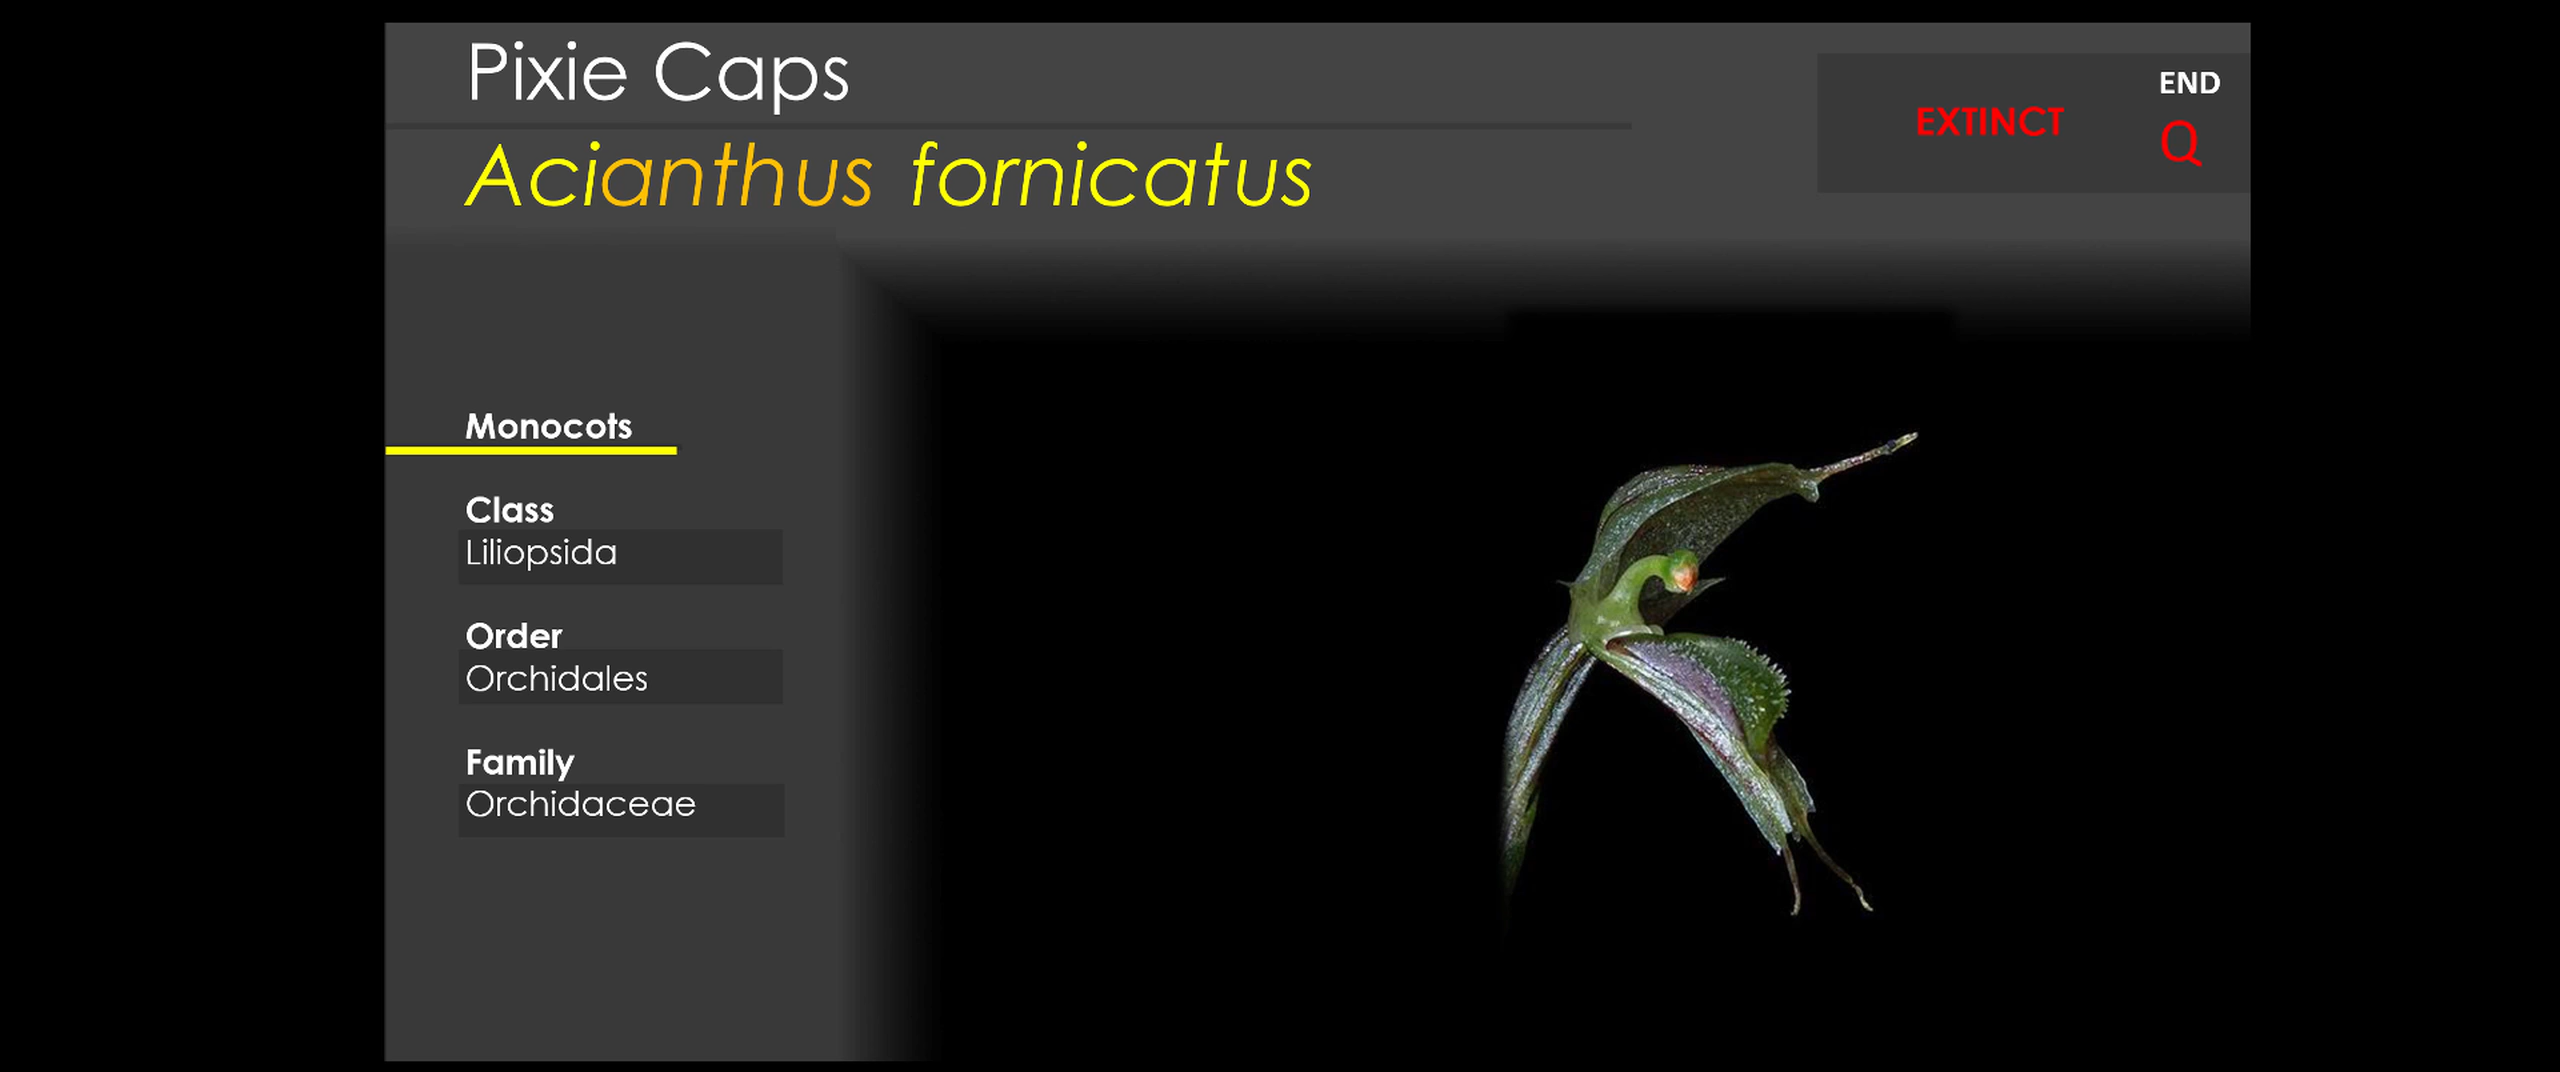 Pixie Caps
Acianthus fornicatus
EXTINCT
END
Q
Monocots
Class
Liliopsida
Order
Orchidales
Family
Orchidaceae